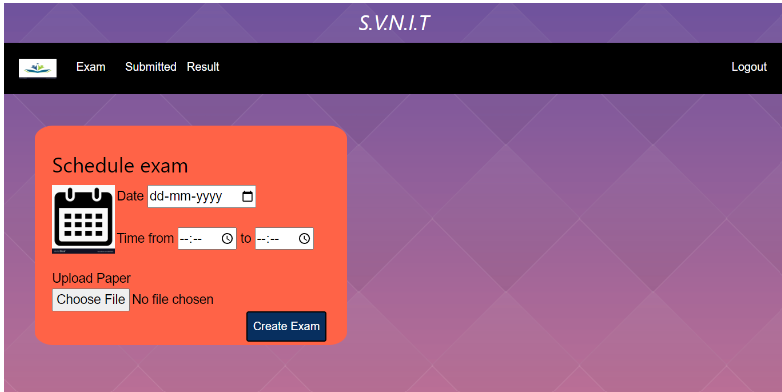 S.V.N.I.T
Exam Submitted Result Logout
Schedule exam
Date dd-mm-yyyy
Time from --:-- to --:--
Upload Paper
Choose File No file chosen
Create Exam